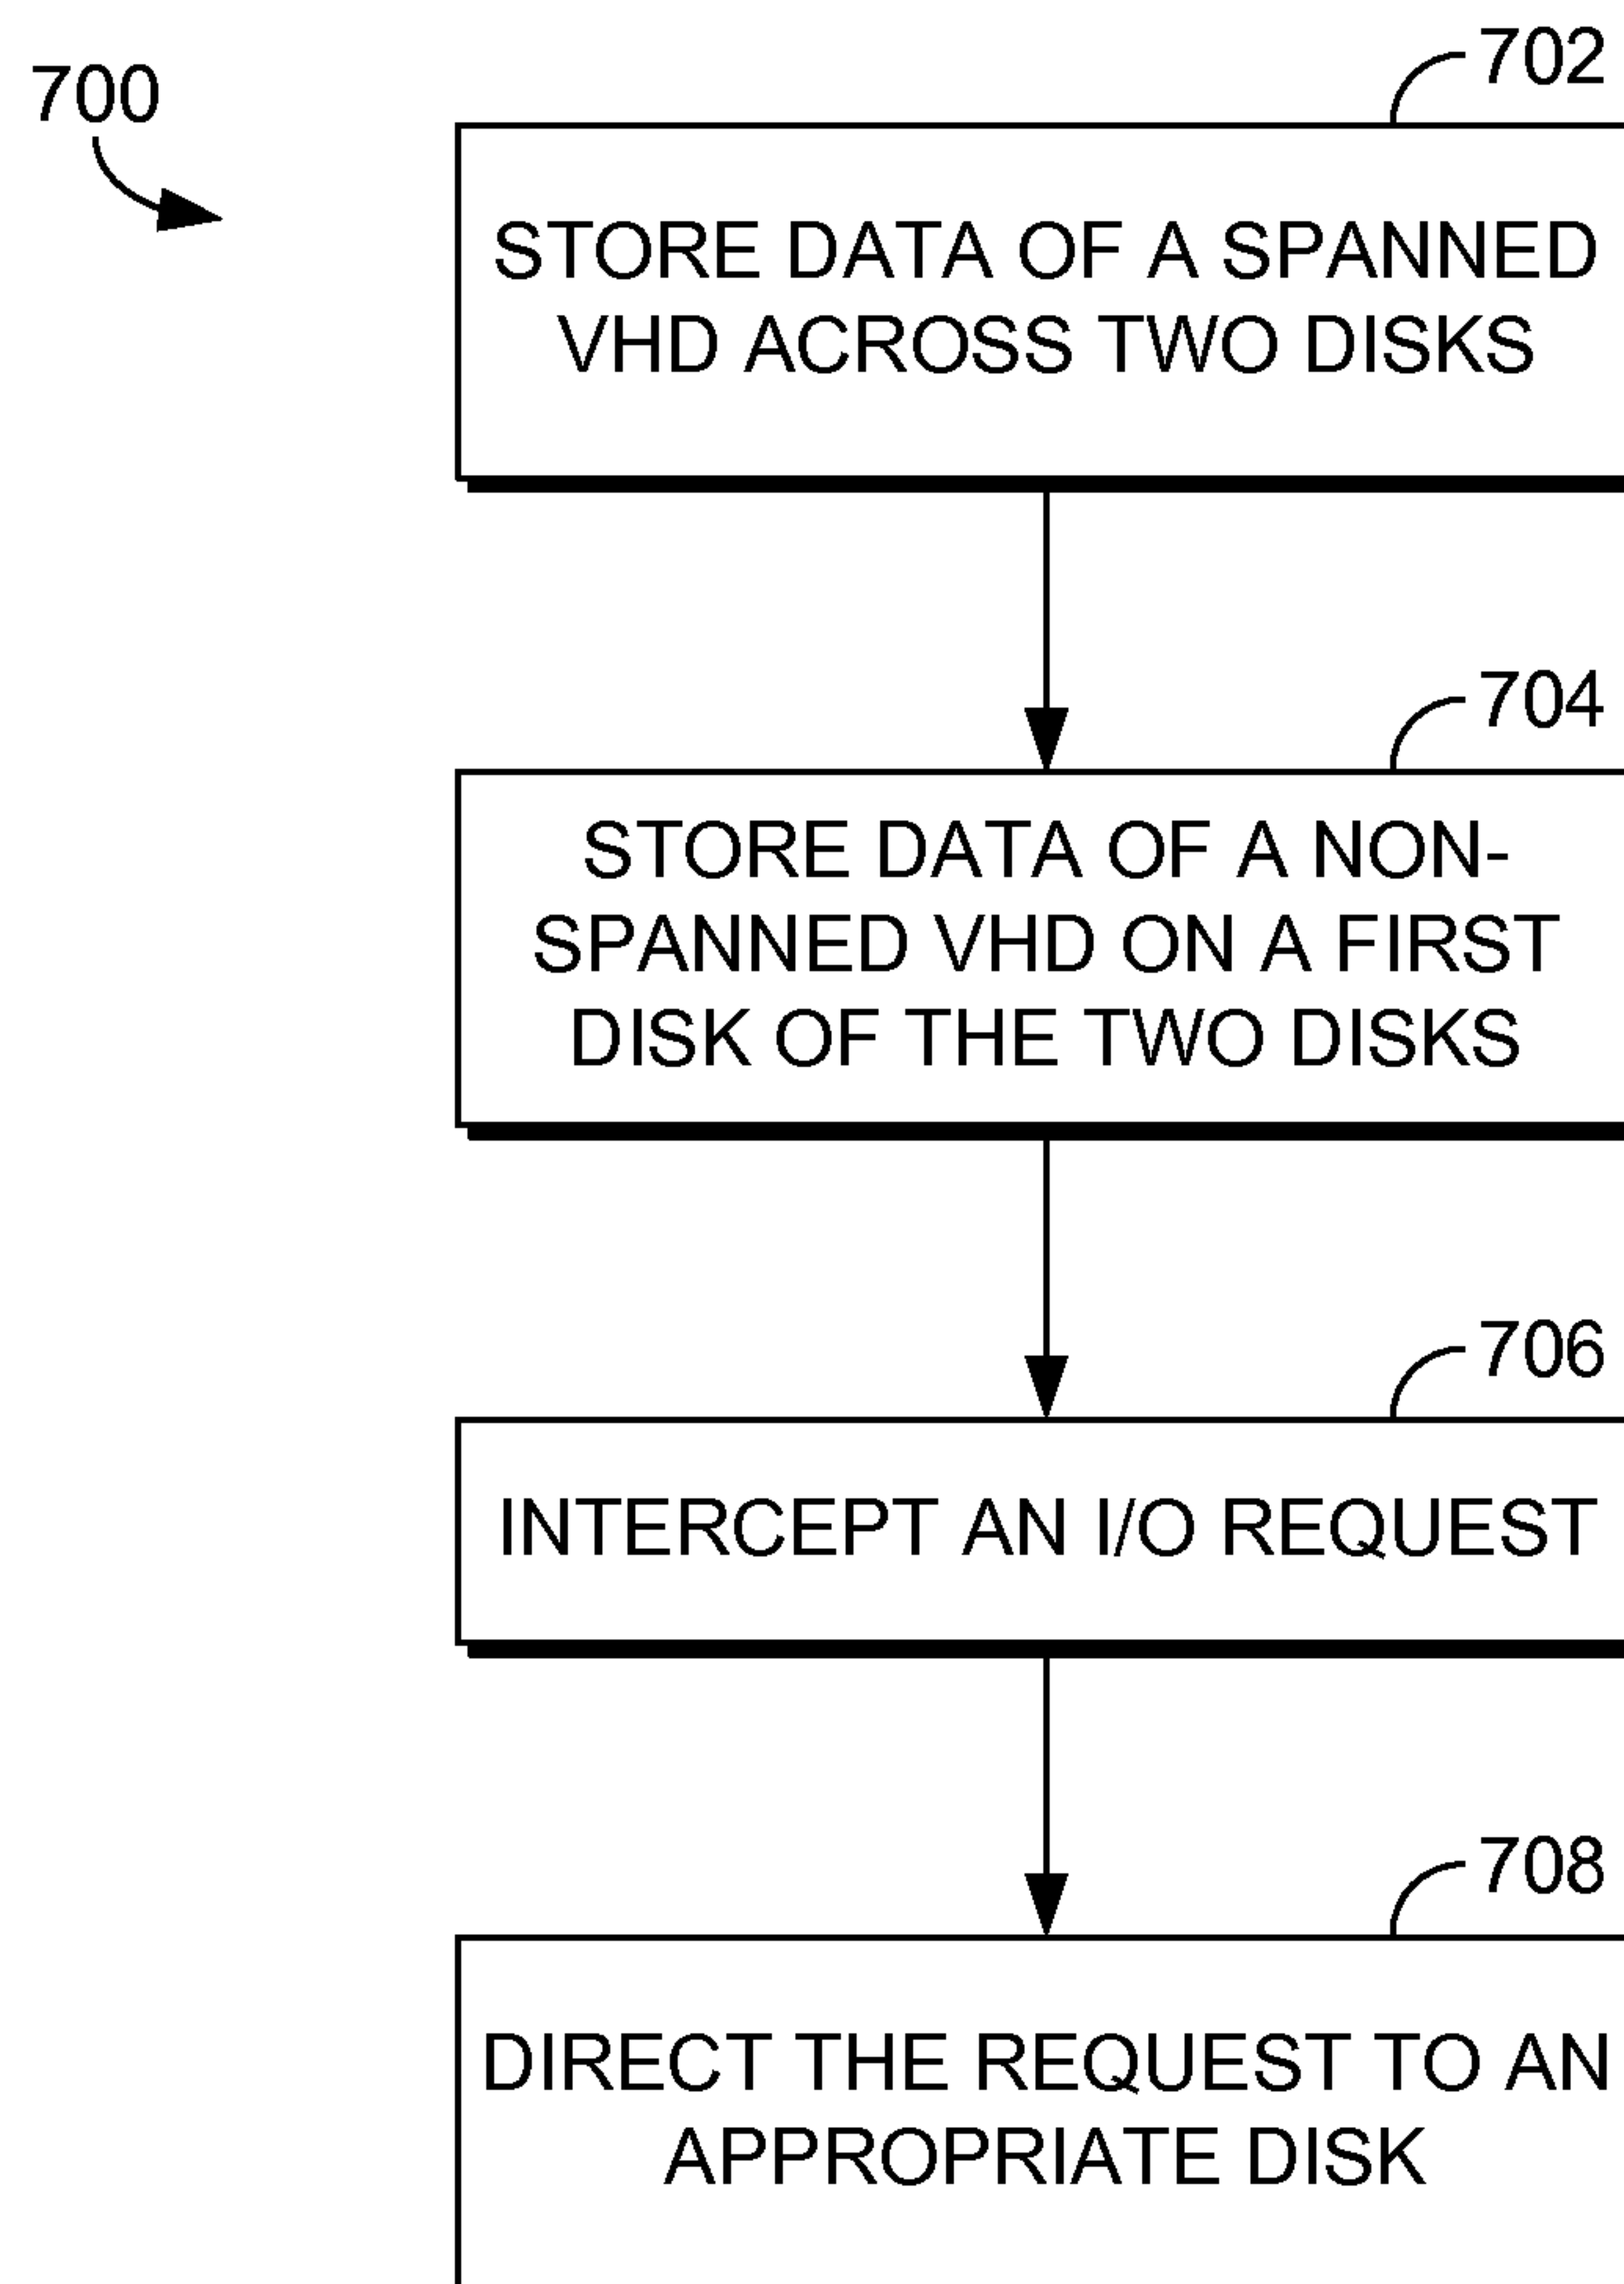 700
702
STORE DATA OF A SPANNED
VHD ACROSS TWO DISKS
704
STORE DATA OF A NON-
SPANNED VHD ON A FIRST
DISK OF THE TWO DISKS
706
INTERCEPT AN I/O REQUEST
708
DIRECT THE REQUEST TO AN
APPROPRIATE DISK